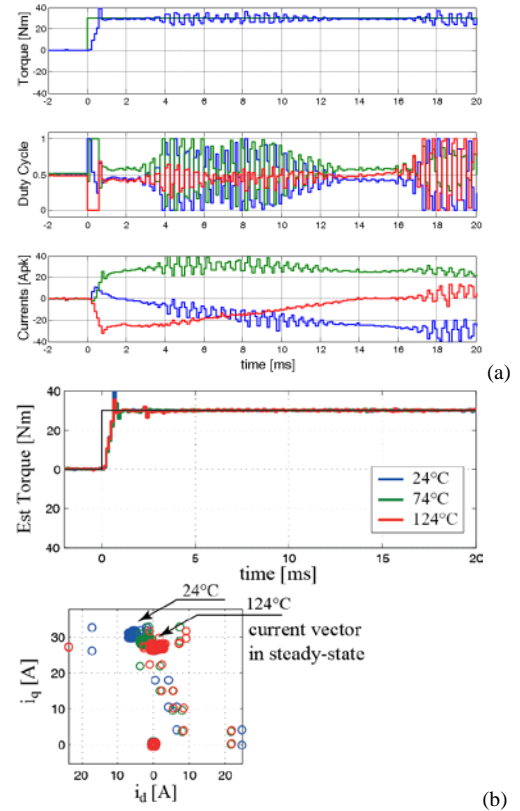 Torque [Nm]
40
20
0
-20
-40
-2 0 2 4 6 8 10 12 14 16 18 20
Duty Cycle
1
0.5
0
-2 0 2 4 6 8 10 12 14 16 18 20
Currents [Apk]
40
20
0
-20
-40
-2 0 2 4 6 8 10 12 14 16 18 20
time [ms]
(a)
Est Torque [Nm]
40
20
0
20
40
24°C
74°C
124°C
0 5 10 15 20
time [ms]
24°C
124°C
current vector
in steady-state
i_q [A]
30
20
10
0
20 10 0 10 20
i_d [A]
(b)